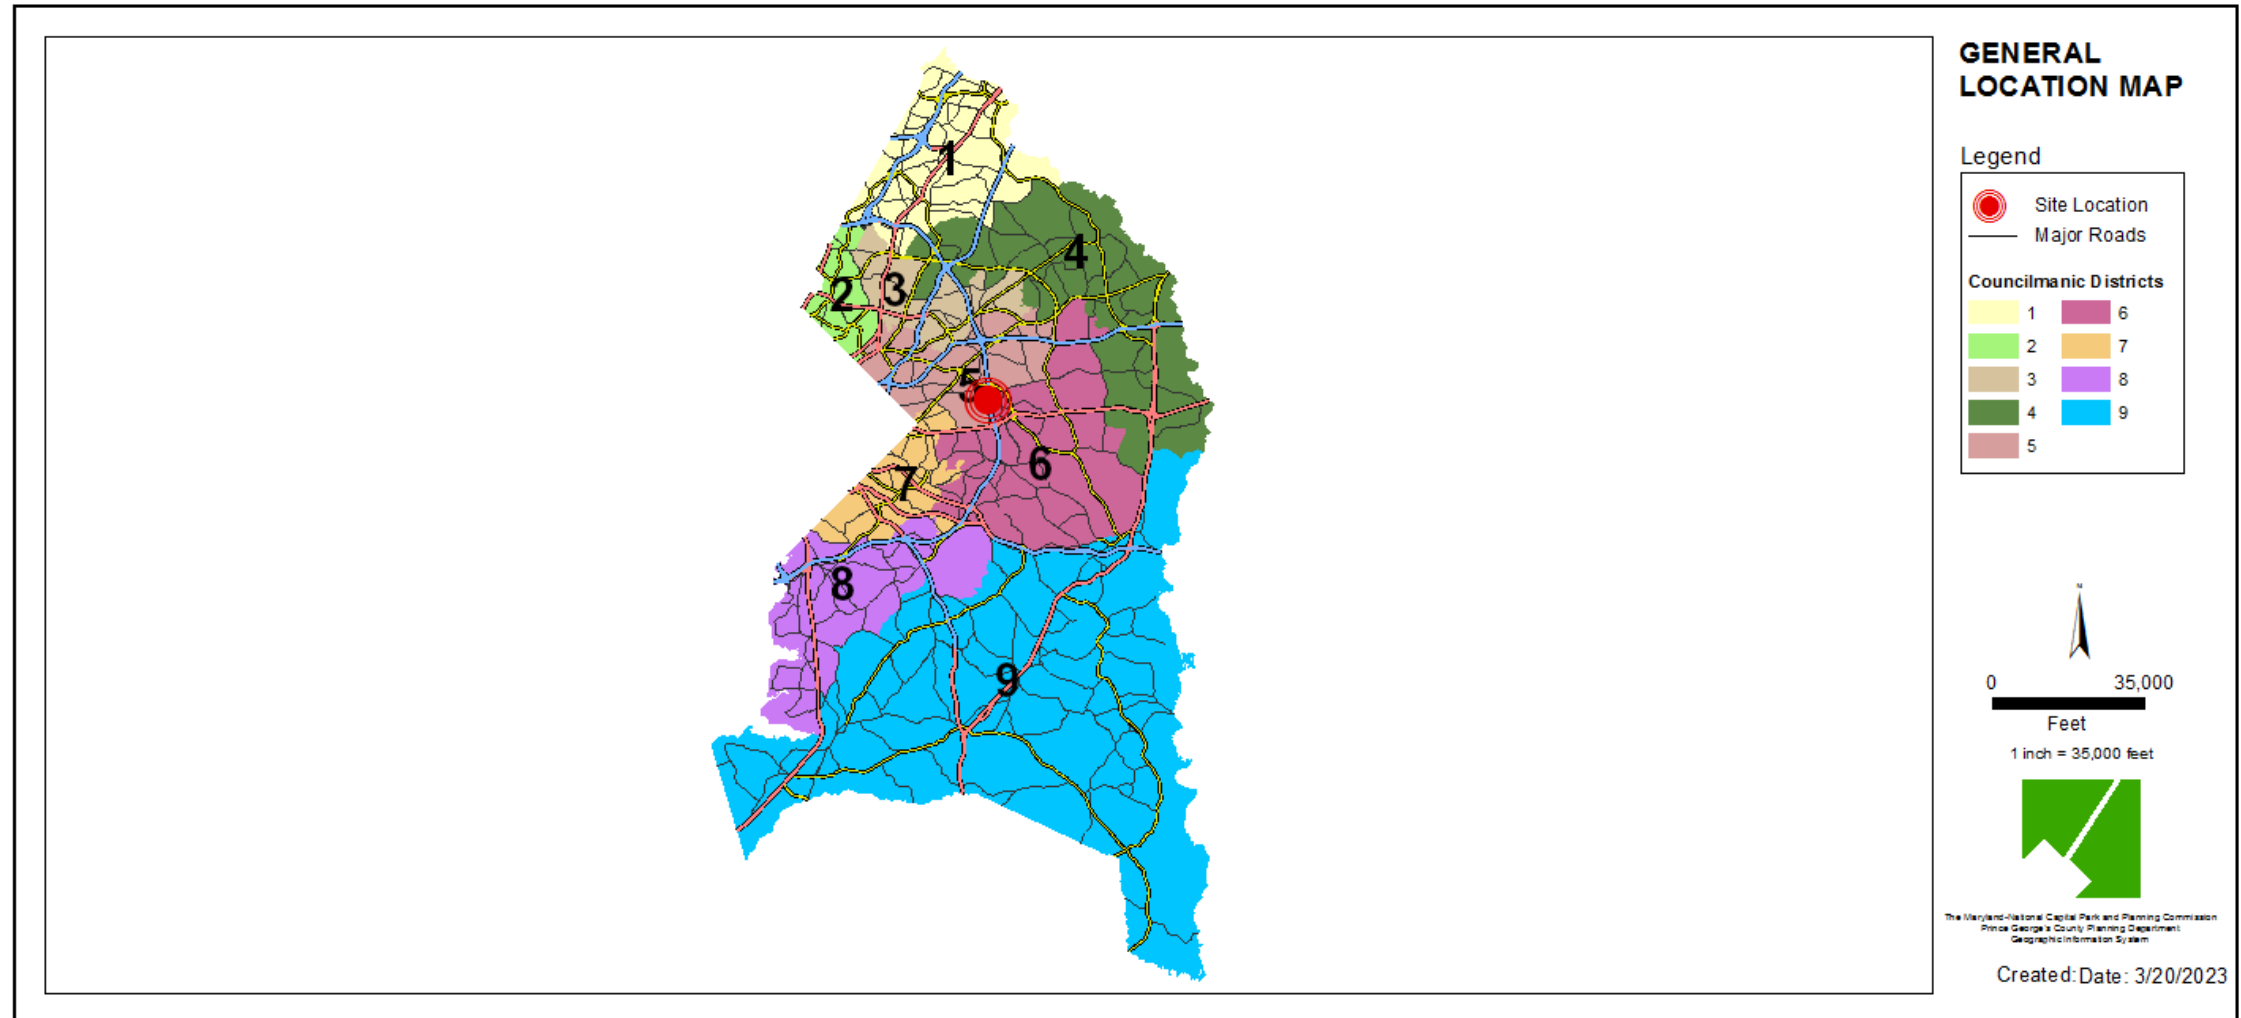 GENERAL
LOCATION MAP
Legend
Site Location
Major Roads
Councilmanic Districts
1 6
2 7
3 8
4 9
5
1
4
2
3
5
6
7
8
9
N
0 35,000
Feet
1 inch = 35,000 feet
The Maryland-National Capital Park and Planning Commission
Prince George's County Planning Department
Geographic Information System
Created: Date: 3/20/2023